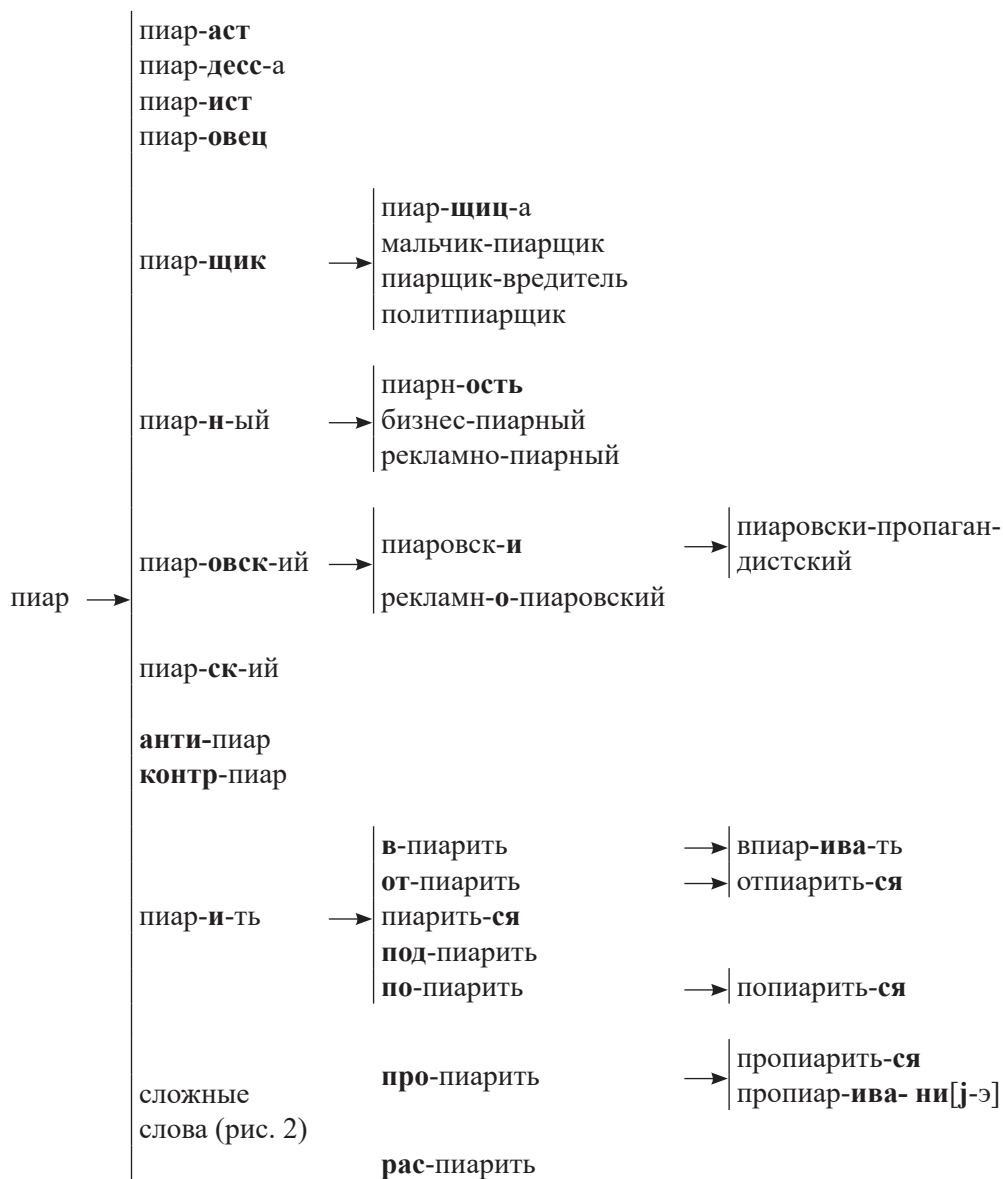 пиар-аст
пиар-десс-а
пиар-ист
пиар-овец
пиар-щиц-а
мальчик-пиарщик
пиар-щик
пиарщик-вредитель
политпиарщик
пиарн-ость
пиар-н-ый
бизнес-пиарный
рекламно-пиарный
пиаровски-пропаган-
дистский
пиаровск-и
пиар-овск-ий
рекламн-о-пиаровский
пиар
пиар-ск-ий
анти-пиар
контр-пиар
в-пиарить
впиар-ива-ть
от-пиарить
отпиарить-ся
пиар-и-ть
пиарить-ся
под-пиарить
по-пиарить
попиарить-ся
пропиарить-ся
про-пиарить
пропиар-ива- ни[j-э]
сложные
слова (рис. 2)
рас-пиарить